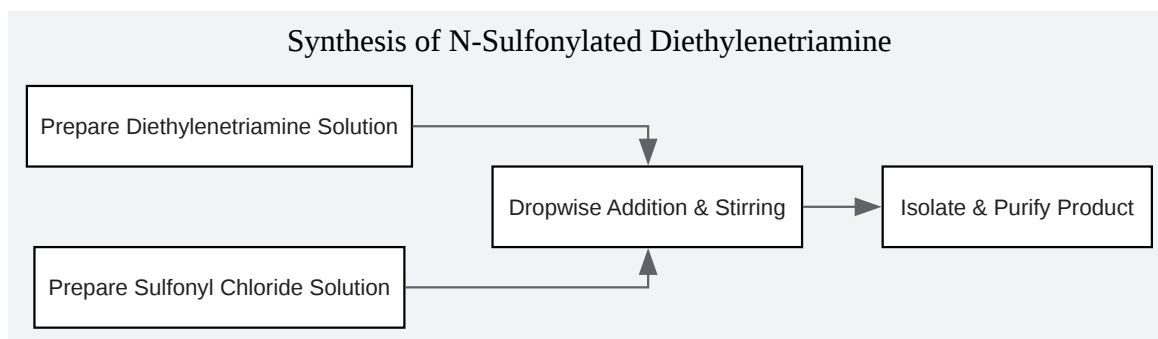 Synthesis of N-Sulfonylated Diethylenetriamine
Prepare Diethylenetriamine Solution
Dropwise Addition & Stirring
Isolate & Purify Product
Prepare Sulfonyl Chloride Solution